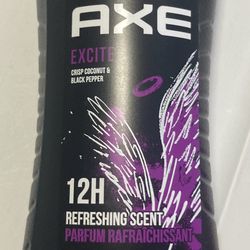 AXE
EXCITE
CRISP COCONUT &
BLACK PEPPER
12H
REFRESHING SCENT
PARFUM RAFRAÎCHISSANT